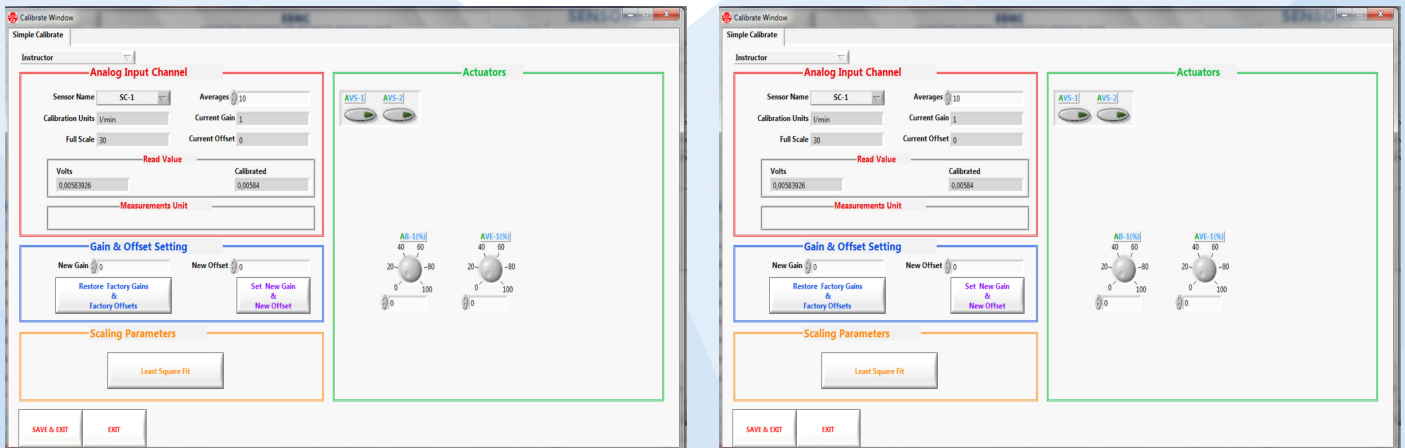 Calibrate Window
EBMC
SENSO
Simple Calibrate
Instructor
Analog Input Channel
Sensor Name SC-1 Averages 10
Calibration Units l/min Current Gain 1
Full Scale 30 Current Offset 0
Read Value
Volts Calibrated
0,00583926 0,00584
Measurements Unit
Gain & Offset Setting
New Gain 0 New Offset 0
Restore Factory Gains
&
Factory Offsets
Set New Gain
&
New Offset
Scaling Parameters
Least Square Fit
SAVE & EXIT EXIT
Actuators
AVS-1 AVS-2
AB-1(%) AVE-1(%)
40 60 40 60
20 80 20 80
0 100 0 100
0 0
Calibrate Window
EBMC
SENSO
Simple Calibrate
Instructor
Analog Input Channel
Sensor Name SC-1 Averages 10
Calibration Units l/min Current Gain 1
Full Scale 30 Current Offset 0
Read Value
Volts Calibrated
0,00583926 0,00584
Measurements Unit
Gain & Offset Setting
New Gain 0 New Offset 0
Restore Factory Gains
&
Factory Offsets
Set New Gain
&
New Offset
Scaling Parameters
Least Square Fit
SAVE & EXIT EXIT
Actuators
AVS-1 AVS-2
AB-1(%) AVE-1(%)
40 60 40 60
20 80 20 80
0 100 0 100
0 0